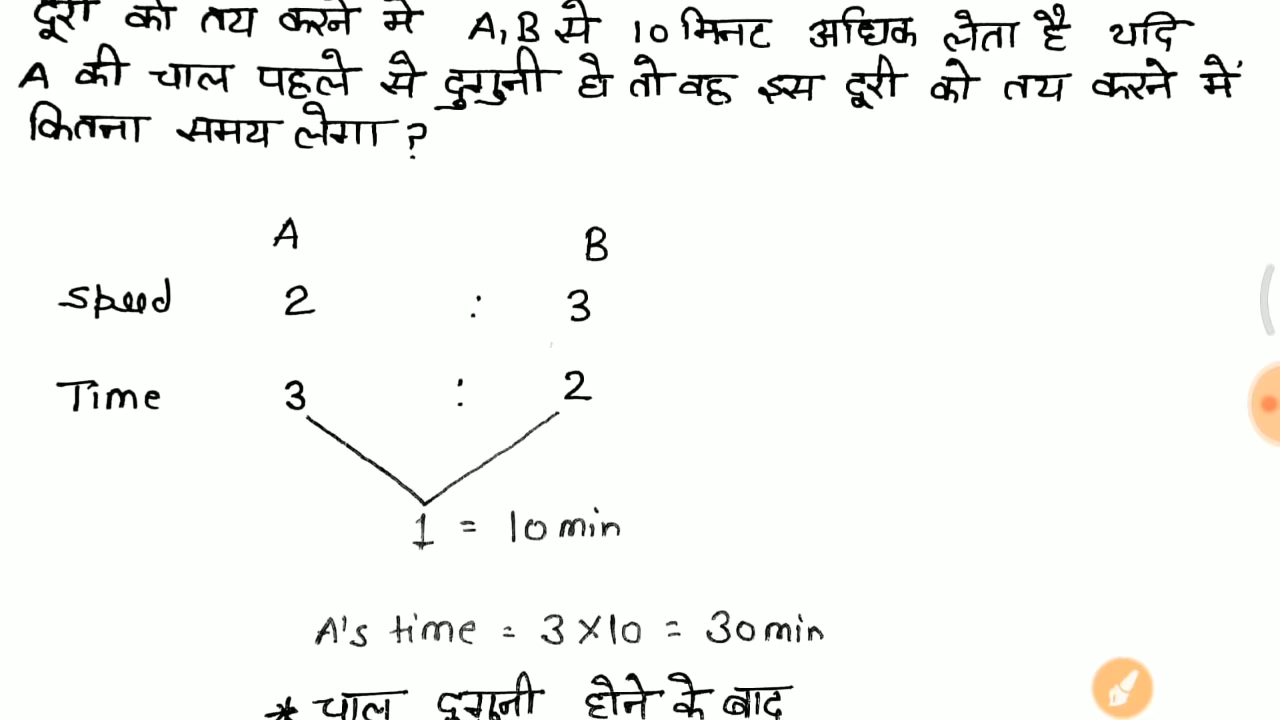 दूरी को तय करने में A, B से 10 मिनट अधिक लेता है यदि
A की चाल पहले से दुगुनी हो तो वह इस दूरी को तय करने में
कितना समय लेगा ?
A B
Speed 2 : 3
Time 3 : 2
1 = 10 min
A's time = 3 X 10 = 30 min
* चाल दुगुनी होने के बाद